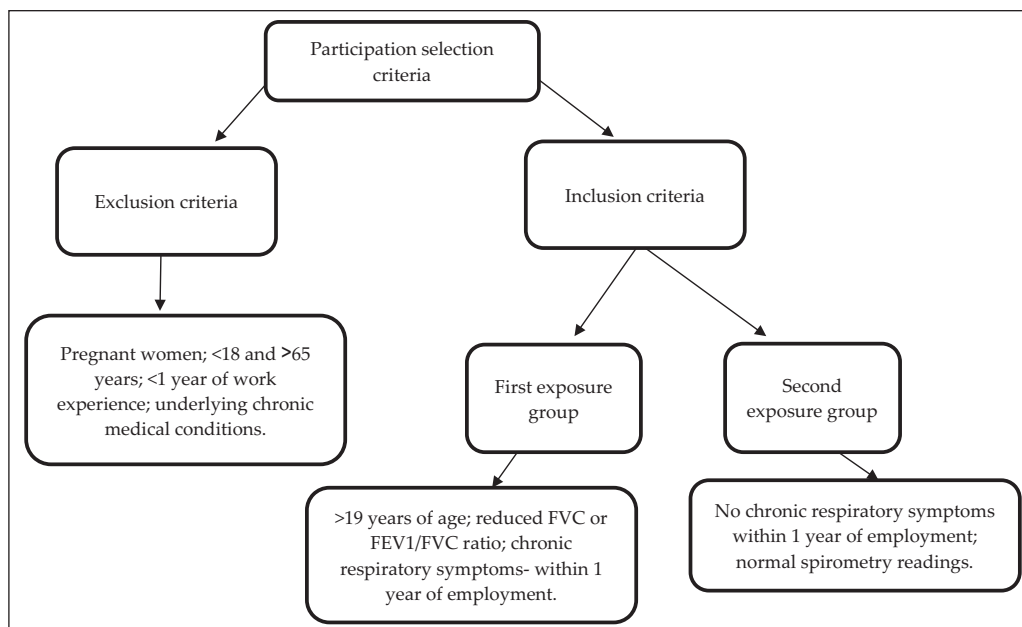 Participation selection
criteria
Exclusion criteria
Inclusion criteria
Pregnant women; <18 and >65
years; <1 year of work
experience; underlying chronic
medical conditions.
First exposure
group
Second
exposure group
>19 years of age; reduced FVC or
FEV1/FVC ratio; chronic
respiratory symptoms- within 1
year of employment.
No chronic respiratory symptoms
within 1 year of employment;
normal spirometry readings.